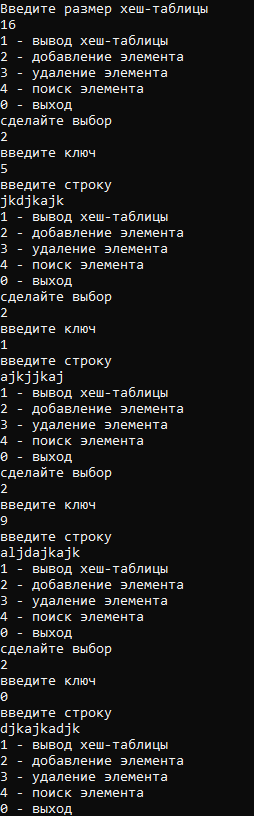 Введите размер хеш-таблицы
16
1 - вывод хеш-таблицы
2 - добавление элемента
3 - удаление элемента
4 - поиск элемента
0 - выход
сделайте выбор
2
введите ключ
5
введите строку
jkdjkajk
1 - вывод хеш-таблицы
2 - добавление элемента
3 - удаление элемента
4 - поиск элемента
0 - выход
сделайте выбор
2
введите ключ
1
введите строку
ajkjjkaj
1 - вывод хеш-таблицы
2 - добавление элемента
3 - удаление элемента
4 - поиск элемента
0 - выход
сделайте выбор
2
введите ключ
9
введите строку
aljdajkajk
1 - вывод хеш-таблицы
2 - добавление элемента
3 - удаление элемента
4 - поиск элемента
0 - выход
сделайте выбор
2
введите ключ
0
введите строку
djkajkadjk
1 - вывод хеш-таблицы
2 - добавление элемента
3 - удаление элемента
4 - поиск элемента
0 - выход